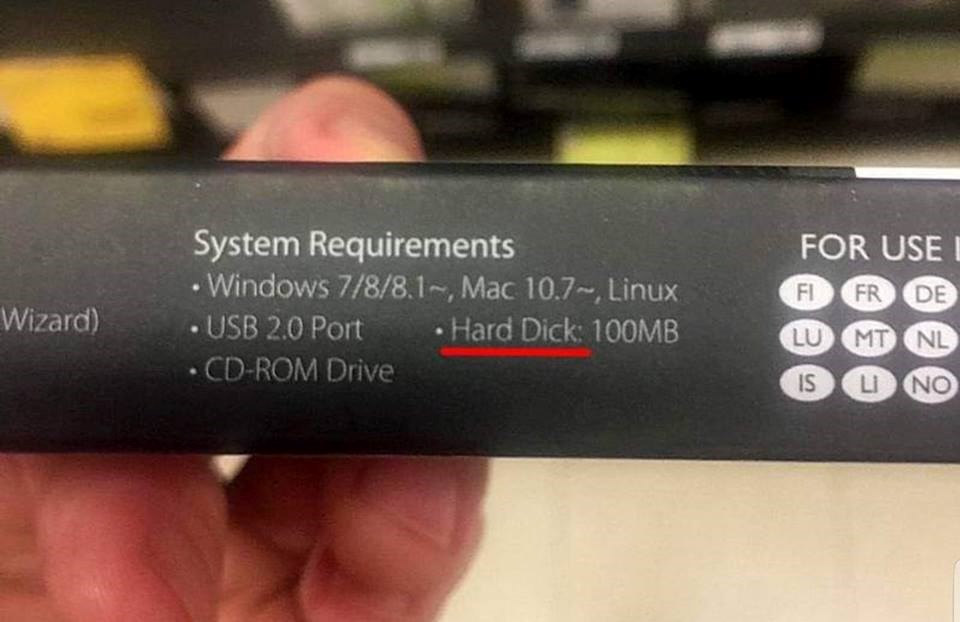 System Requirements
• Windows 7/8/8.1~, Mac 10.7~, Linux
• USB 2.0 Port • Hard Dick: 100MB
• CD-ROM Drive
Wizard)
FOR USE I
FI FR DE
LU MT NL
IS LI NO